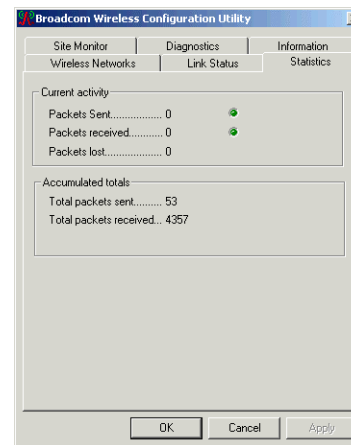 Broadcom Wireless Configuration Utility
Site Monitor Diagnostics Information
Wireless Networks Link Status Statistics
Current activity
Packets Sent................ 0
Packets received........... 0
Packets lost................ 0
Accumulated totals
Total packets sent.......... 53
Total packets received... 4357
OK Cancel Apply